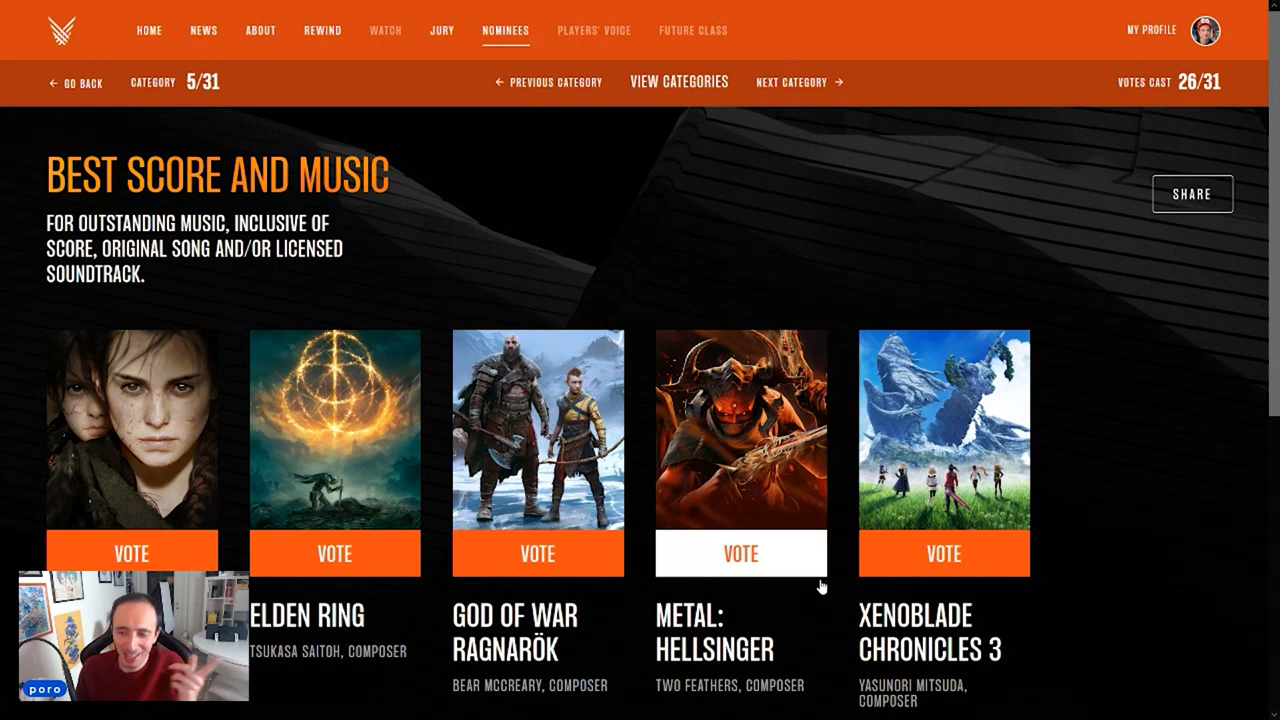 HOME NEWS ABOUT REWIND WATCH JURY NOMINEES PLAYERS' VOICE FUTURE CLASS MY PROFILE
← GO BACK CATEGORY 5/31 ← PREVIOUS CATEGORY VIEW CATEGORIES NEXT CATEGORY → VOTES CAST 26/31
BEST SCORE AND MUSIC
FOR OUTSTANDING MUSIC, INCLUSIVE OF
SCORE, ORIGINAL SONG AND/OR LICENSED
SOUNDTRACK.
SHARE
VOTE
VOTE
VOTE
VOTE
VOTE
ELDEN RING
TSUKASA SAITOH, COMPOSER
GOD OF WAR
RAGNARÖK
BEAR MCCREARY, COMPOSER
METAL:
HELLSINGER
TWO FEATHERS, COMPOSER
XENOBLADE
CHRONICLES 3
YASUNORI MITSUDA,
COMPOSER
poro